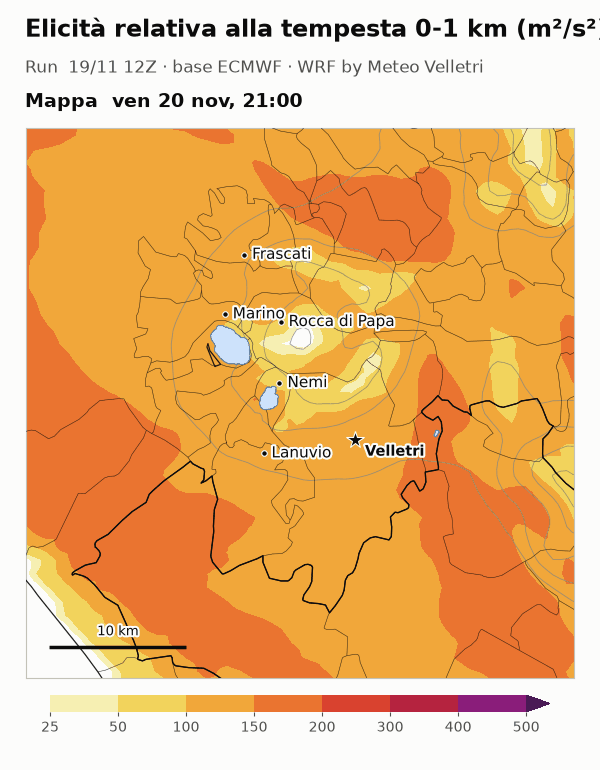 Elicità relativa alla tempesta 0-1 km (m²/s²)
Run  19/11 12Z · base ECMWF · WRF by Meteo Velletri
Mappa  ven 20 nov, 21:00
Frascati
Marino
Rocca di Papa
Nemi
Velletri
Lanuvio
10 km
25 50 100 150 200 300 400 500